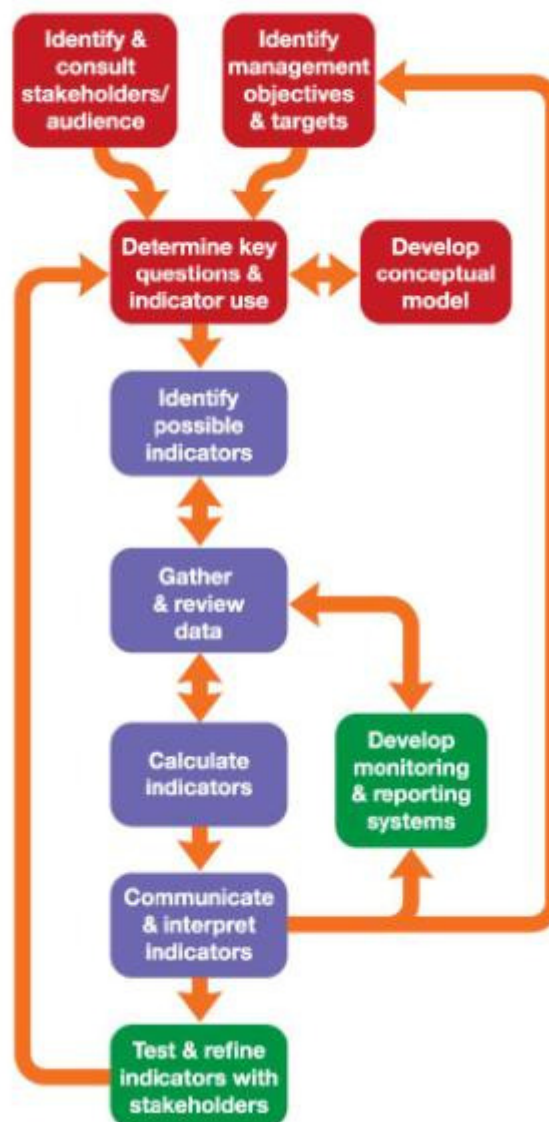 Identify &
consult
stakeholders/
audience
Identify
management
objectives
& targets
Determine key
questions &
indicator use
Develop
conceptual
model
Identify
possible
indicators
Gather
& review
data
Calculate
indicators
Develop
monitoring
& reporting
systems
Communicate
& interpret
indicators
Test & refine
indicators with
stakeholders